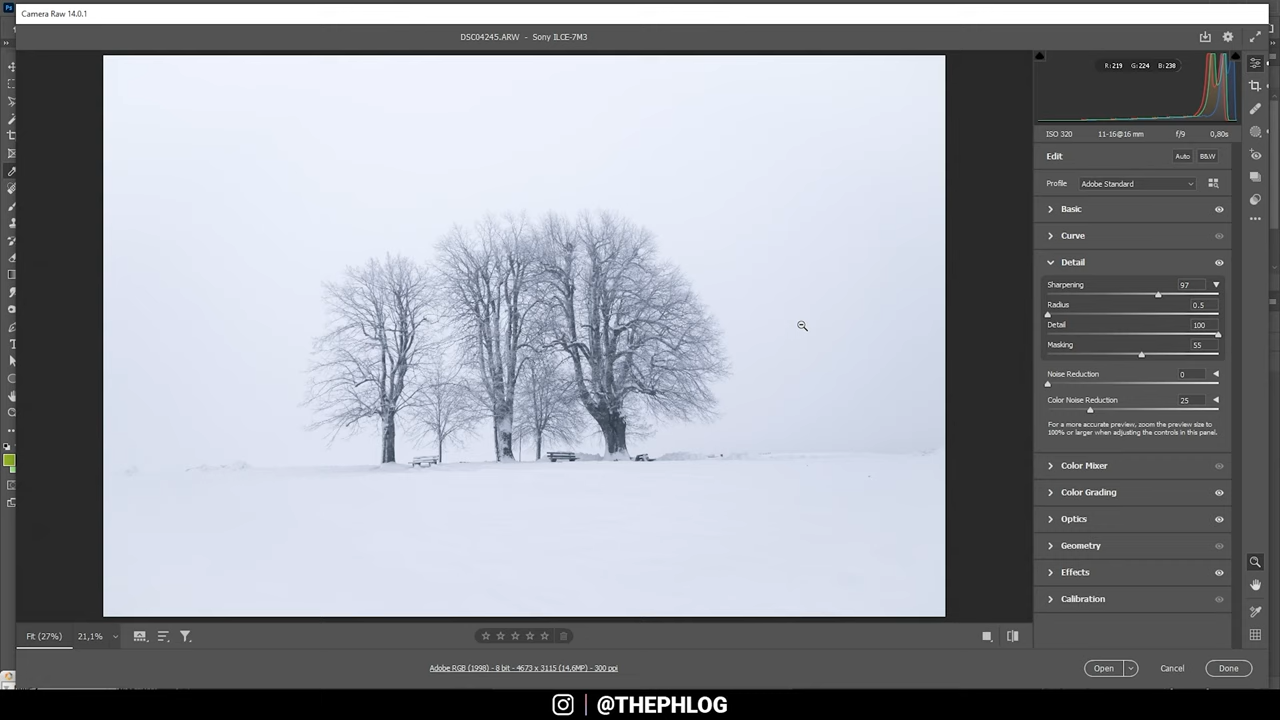 Camera Raw 14.0.1
DSC04245.ARW - Sony ILCE-7M3
R: 219 G: 224 B: 238
ISO 320 11-16@16 mm f/9 0,80s
Edit Auto B&W
Profile Adobe Standard
Basic
Curve
Detail
Sharpening 97
Radius 0.5
Detail 100
Masking 55
Noise Reduction 0
Color Noise Reduction 25
For a more accurate preview, zoom the preview size to
100% or larger when adjusting the controls in this panel.
Color Mixer
Color Grading
Optics
Geometry
Effects
Calibration
Fit (27%) 21,1%
Adobe RGB (1998) - 8 bit - 4673 x 3115 (14,6MP) - 300 ppi
Open Cancel Done
@THEPHLOG